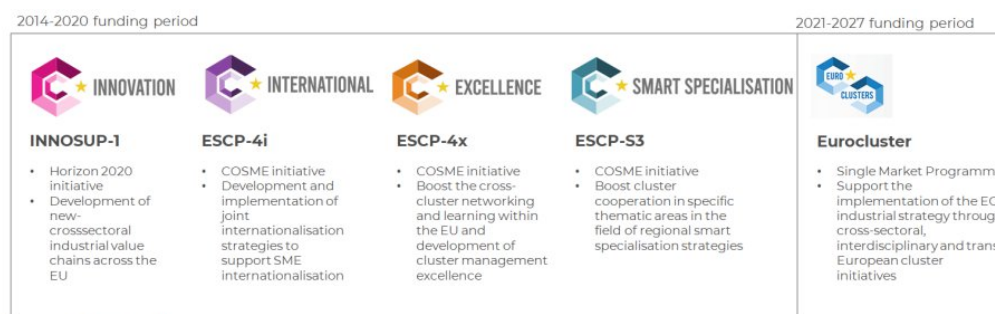 2014-2020 funding period
2021-2027 funding period
INNOVATION
INTERNATIONAL
EXCELLENCE
SMART SPECIALISATION
EURO
CLUSTERS
INNOSUP-1
• Horizon 2020
initiative
• Development of
new-
crosssectoral
industrial value
chains across the
EU
ESCP-4i
• COSME initiative
• Development and
implementation of
joint
internationalisation
strategies to
support SME
internationalisation
ESCP-4x
• COSME initiative
• Boost the cross-
cluster networking
and learning within
the EU and
development of
cluster management
excellence
ESCP-S3
• COSME initiative
• Boost cluster
cooperation in specific
thematic areas in the
field of regional smart
specialisation strategies
Eurocluster
• Single Market Programm
• Support the
implementation of the EC
industrial strategy throug
cross-sectoral,
interdisciplinary and trans
European cluster
initiatives